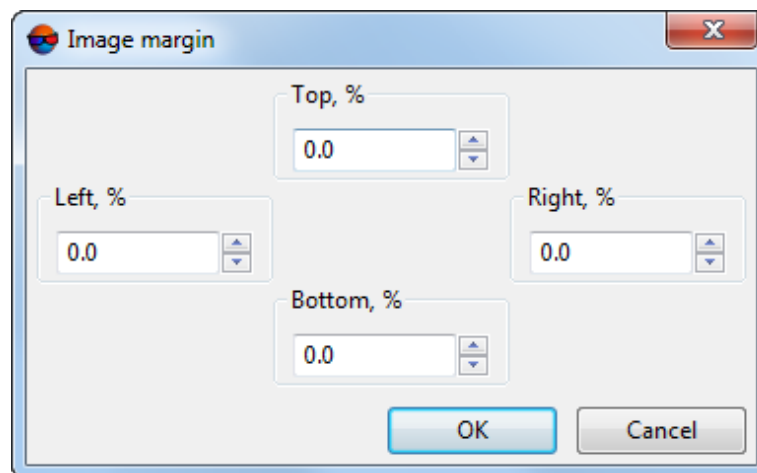 Image margin
Top, %
0.0
Left, %
Right, %
0.0
0.0
Bottom, %
0.0
OK
Cancel